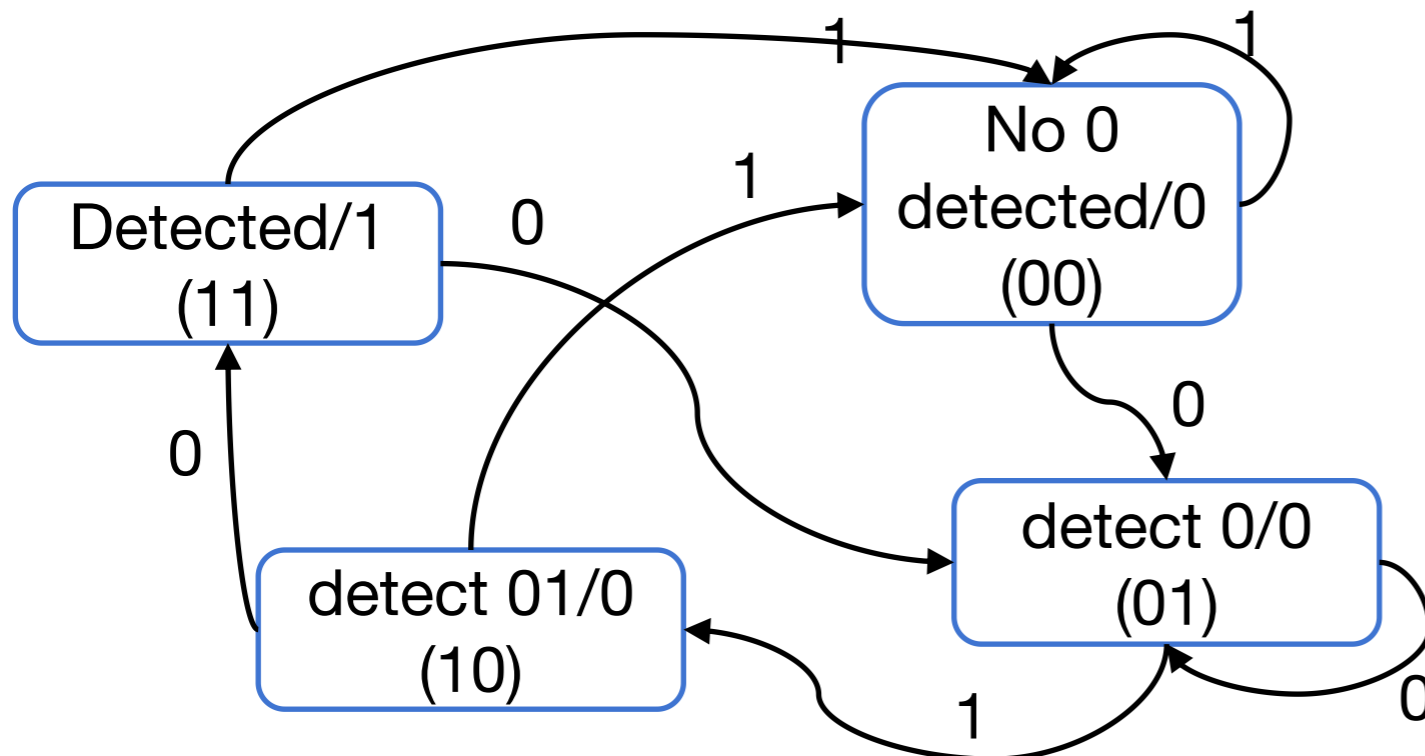 1
1
No 0
detected/0
(00)
1
0
Detected/1
(11)
0
0
detect 0/0
(01)
detect 01/0
(10)
1
0